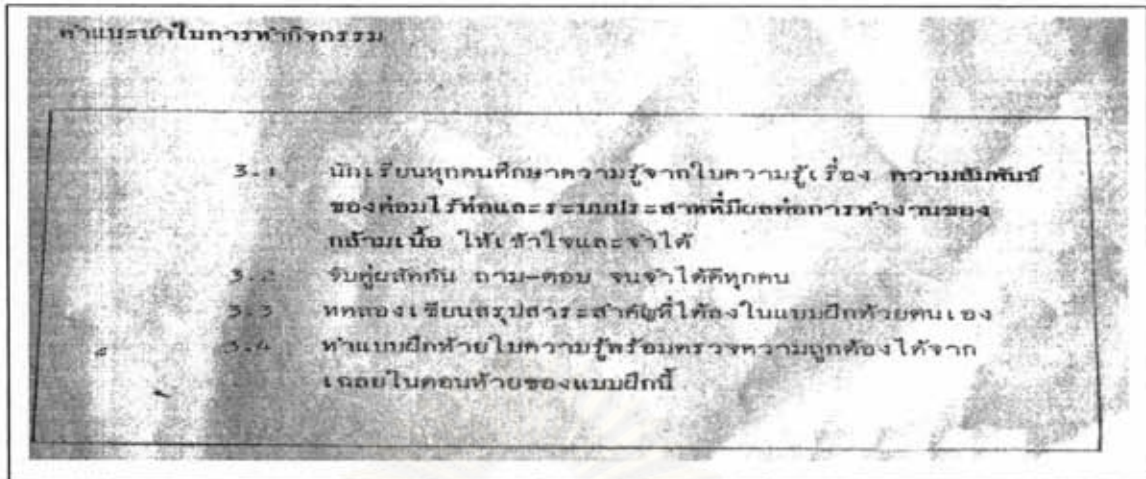 คำแนะนำในการทำกิจกรรม
3.1 นักเรียนทุกคนศึกษาความรู้จากใบความรู้เรื่อง ความสัมพันธ์
ของต่อมไร้ท่อและระบบประสาทที่มีผลต่อการทำงานของ
กล้ามเนื้อ ให้เข้าใจและจำได้
3.2 จับคู่ผลัดกัน ถาม-ตอบ จนจำได้ดีทุกคน
3.3 ทดลองเขียนสรุปสาระสำคัญที่ได้ลงในแบบฝึกด้วยตนเอง
3.4 ทำแบบฝึกท้ายใบความรู้พร้อมตรวจความถูกต้องได้จาก
เฉลยในตอนท้ายของแบบฝึกนี้